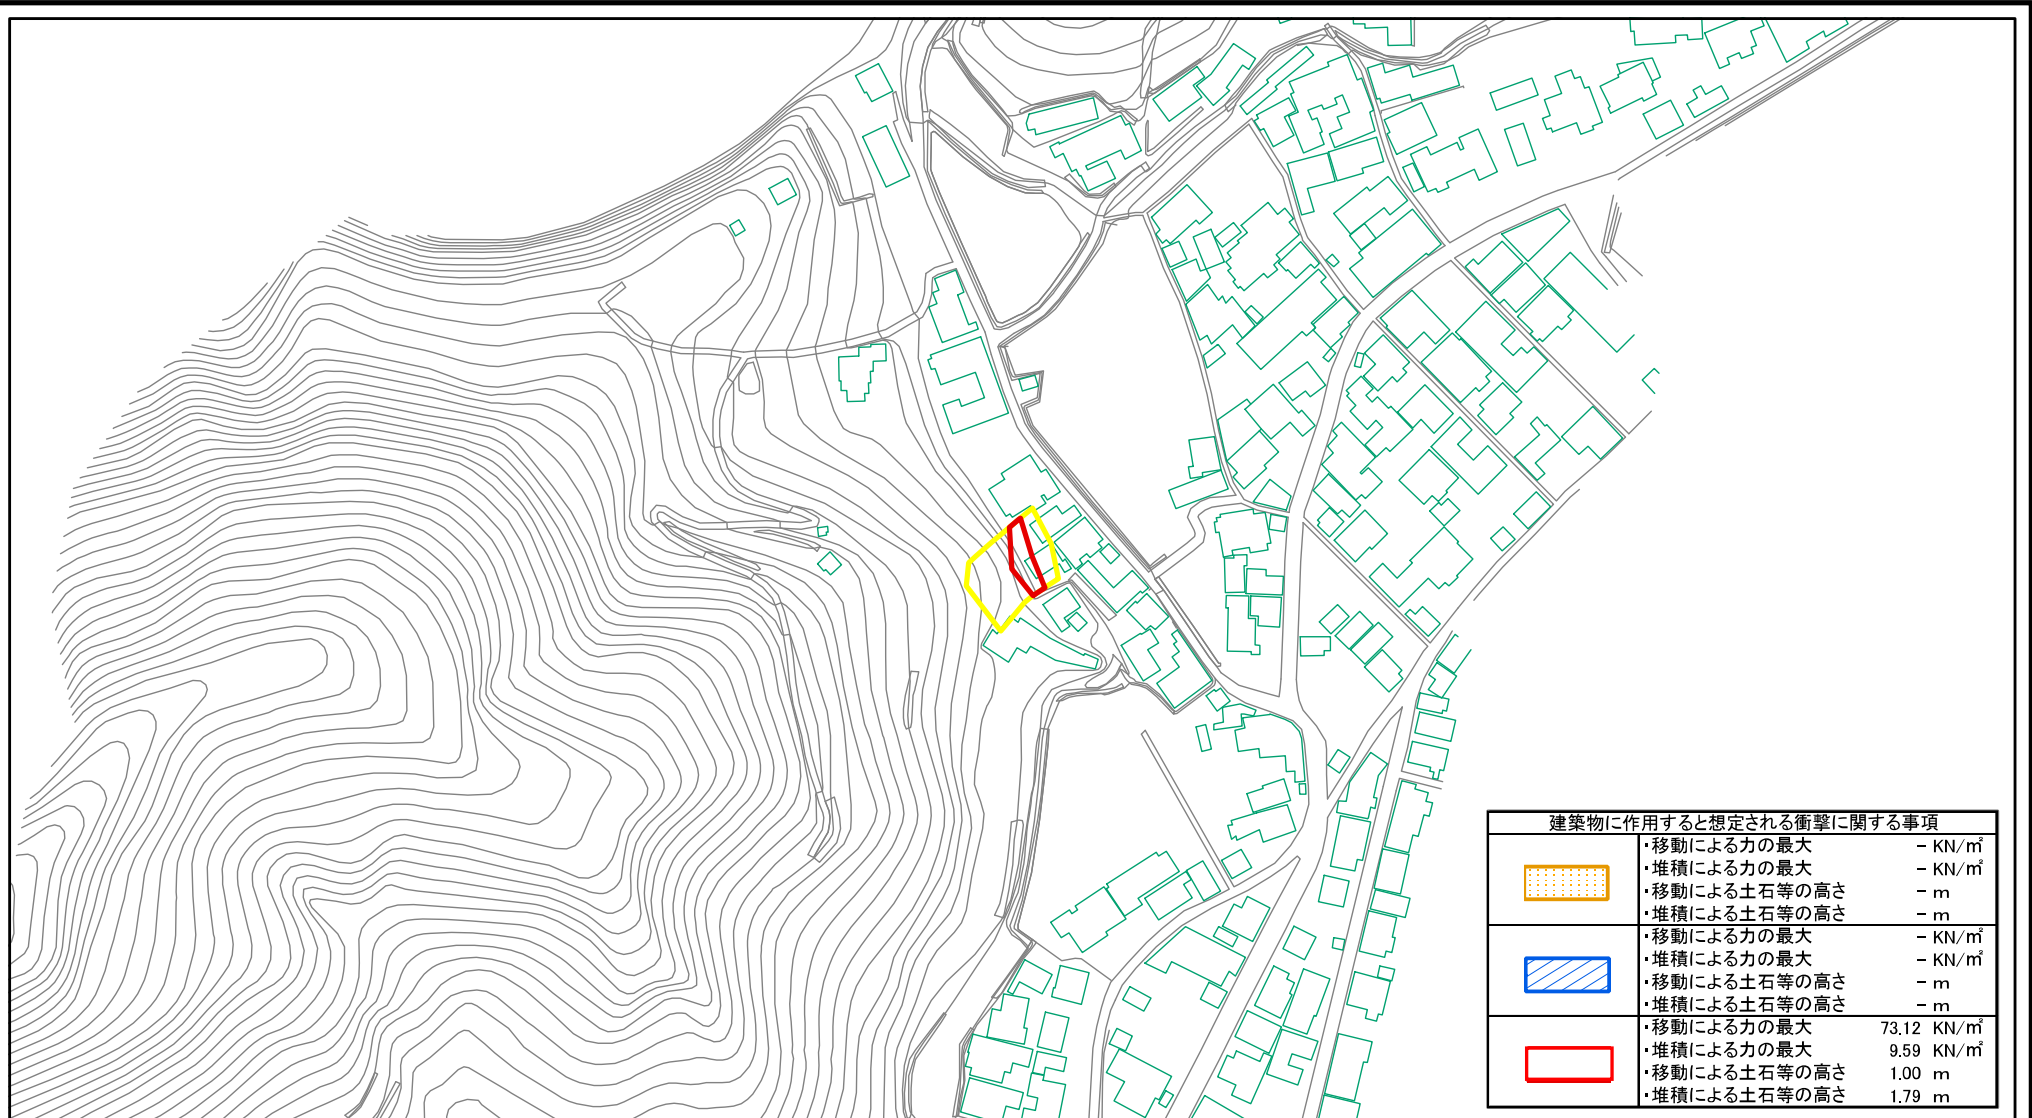 建築物に作用すると想定される衝撃に関する事項
・移動による力の最大 － KN/㎡
・堆積による力の最大 － KN/㎡
・移動による土石等の高さ － m
・堆積による土石等の高さ － m
・移動による力の最大 － KN/㎡
・堆積による力の最大 － KN/㎡
・移動による土石等の高さ － m
・堆積による土石等の高さ － m
・移動による力の最大 73.12 KN/㎡
・堆積による力の最大 9.59 KN/㎡
・移動による土石等の高さ 1.00 m
・堆積による土石等の高さ 1.79 m